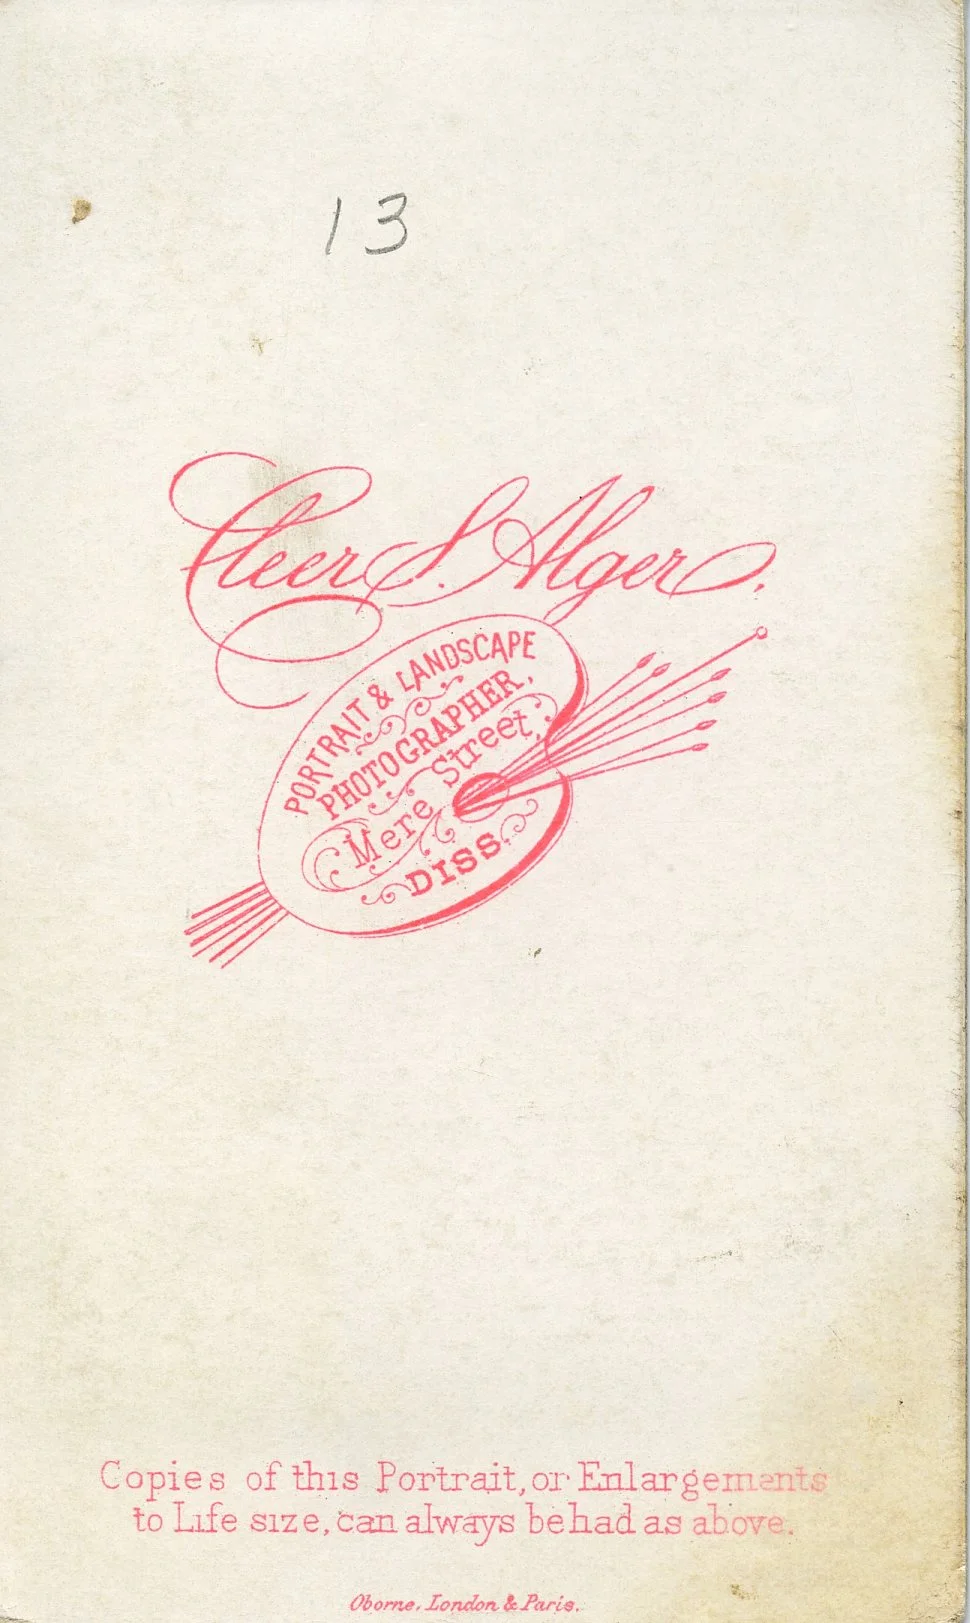 13
Cleer S. Alger.
PORTRAIT & LANDSCAPE
PHOTOGRAPHER,
Mere Street,
DISS.
Copies of this Portrait, or Enlargements
to Life size, can always be had as above.
Oborne, London & Paris.